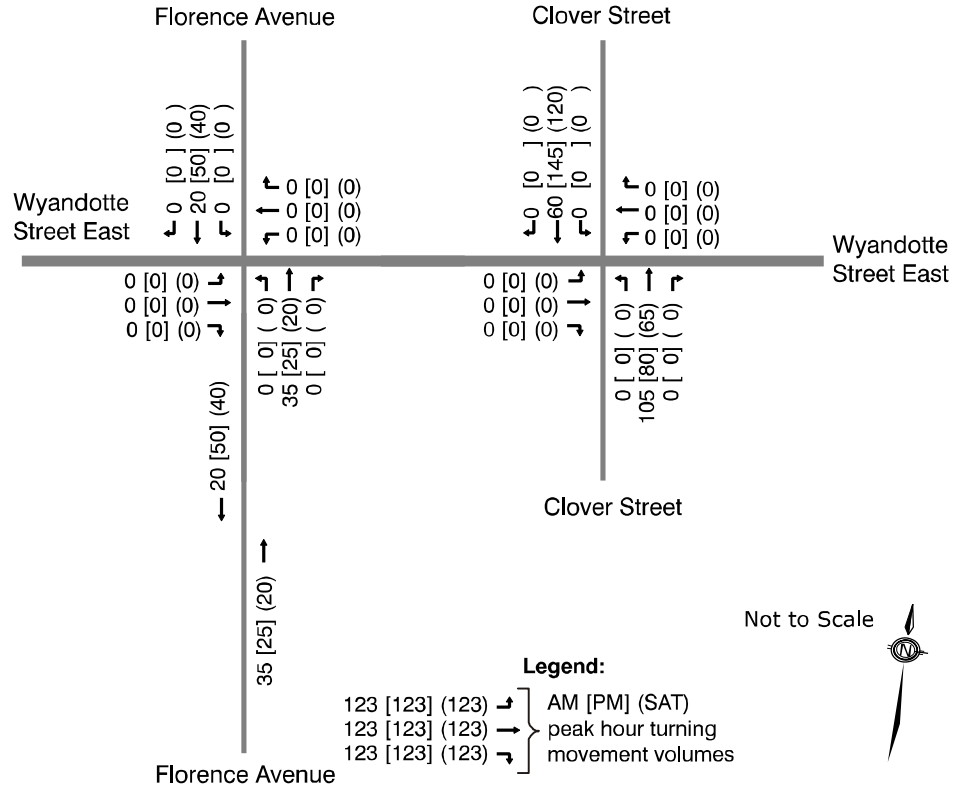 Florence Avenue
Clover Street
0 [0 ] (0 )
20 [50] (40)
0 [0 ] (0 )
0 [0 ] (0 )
60 [145] (120)
0 [0 ] (0 )
0 [0] (0)
0 [0] (0)
0 [0] (0)
0 [0] (0)
0 [0] (0)
0 [0] (0)
Wyandotte
Street East
Wyandotte
Street East
0 [0] (0)
0 [0] (0)
0 [0] (0)
0 [ 0] ( 0)
35 [25] (20)
0 [ 0] ( 0)
0 [0] (0)
0 [0] (0)
0 [0] (0)
0 [ 0] ( 0)
105 [80] (65)
0 [ 0] ( 0)
20 [50] (40)
Clover Street
35 [25] (20)
Not to Scale
N
Legend:
123 [123] (123)
123 [123] (123)
123 [123] (123)
AM [PM] (SAT)
peak hour turning
movement volumes
Florence Avenue